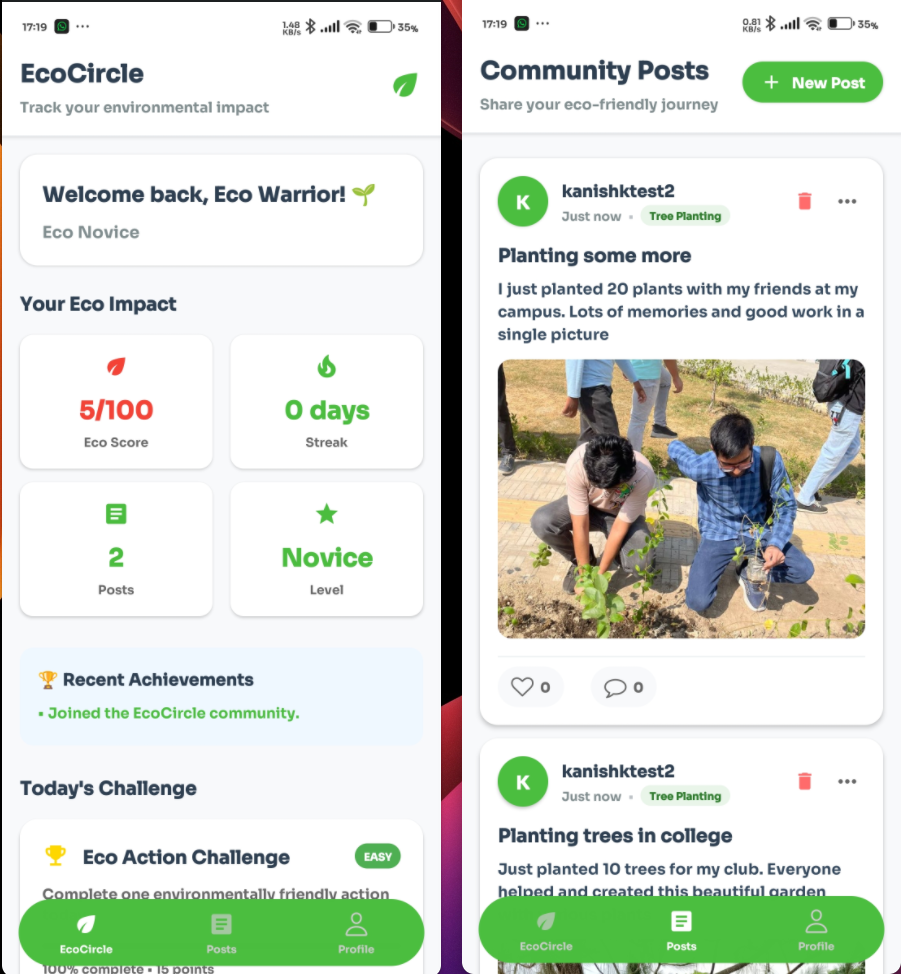 17:19 ...
1.48 KB/s 35%
EcoCircle
Track your environmental impact
Welcome back, Eco Warrior! 🌱
Eco Novice
Your Eco Impact
5/100
Eco Score
0 days
Streak
2
Posts
Novice
Level
🏆 Recent Achievements
• Joined the EcoCircle community.
Today's Challenge
Eco Action Challenge
EASY
Complete one environmentally friendly action
EcoCircle
Posts
Profile
100% complete • 15 points
17:19 ...
0.81 KB/s 35%
Community Posts
Share your eco-friendly journey
+ New Post
K
kanishktest2
Just now • Tree Planting
Planting some more
I just planted 20 plants with my friends at my
campus. Lots of memories and good work in a
single picture
0
0
K
kanishktest2
Just now • Tree Planting
Planting trees in college
Just planted 10 trees for my club. Everyone
helped and created this beautiful garden
EcoCircle
Posts
Profile